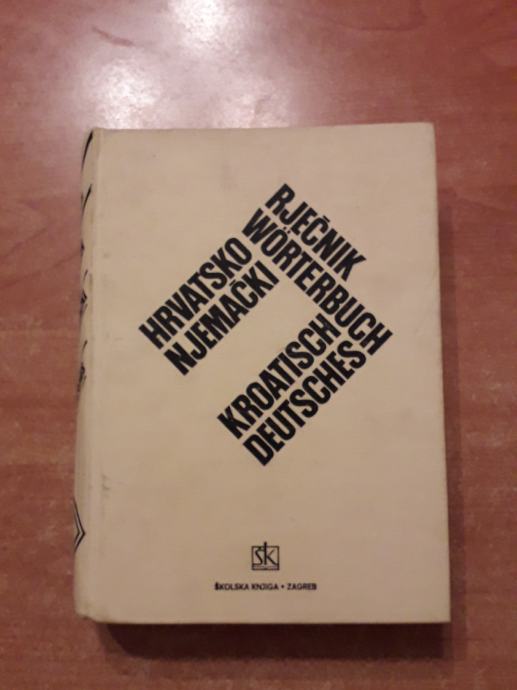 HRVATSKO
NJEMAČKI
RJEČNIK
WÖRTERBUCH
KROATISCH
DEUTSCHES
ŠK
ŠKOLSKA KNJIGA • ZAGREB